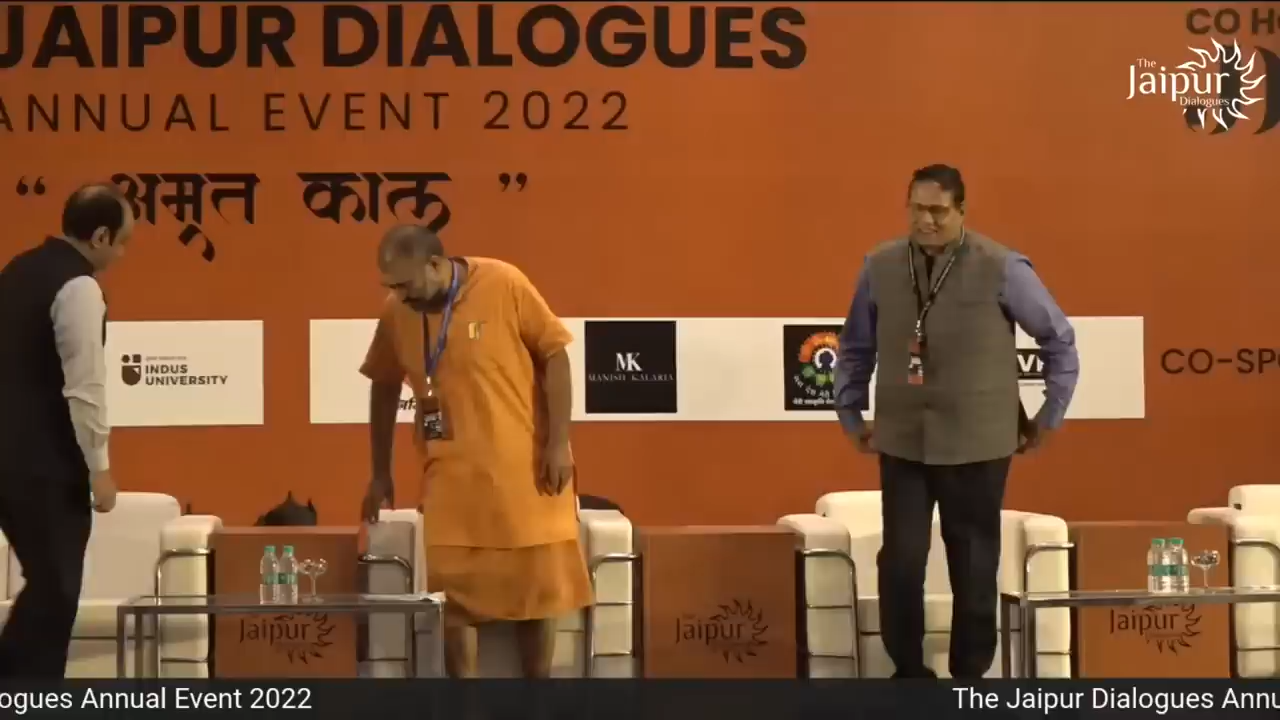 JAIPUR DIALOGUES
ANNUAL EVENT 2022
“ अमृत काल ”
CO H
The
Jaipur
Dialogues
INDUS
UNIVERSITY
MK
MANISH KALARIA
CO-SP
Jaipur
Jaipur
Jaipur
ogues Annual Event 2022
The Jaipur Dialogues Annu